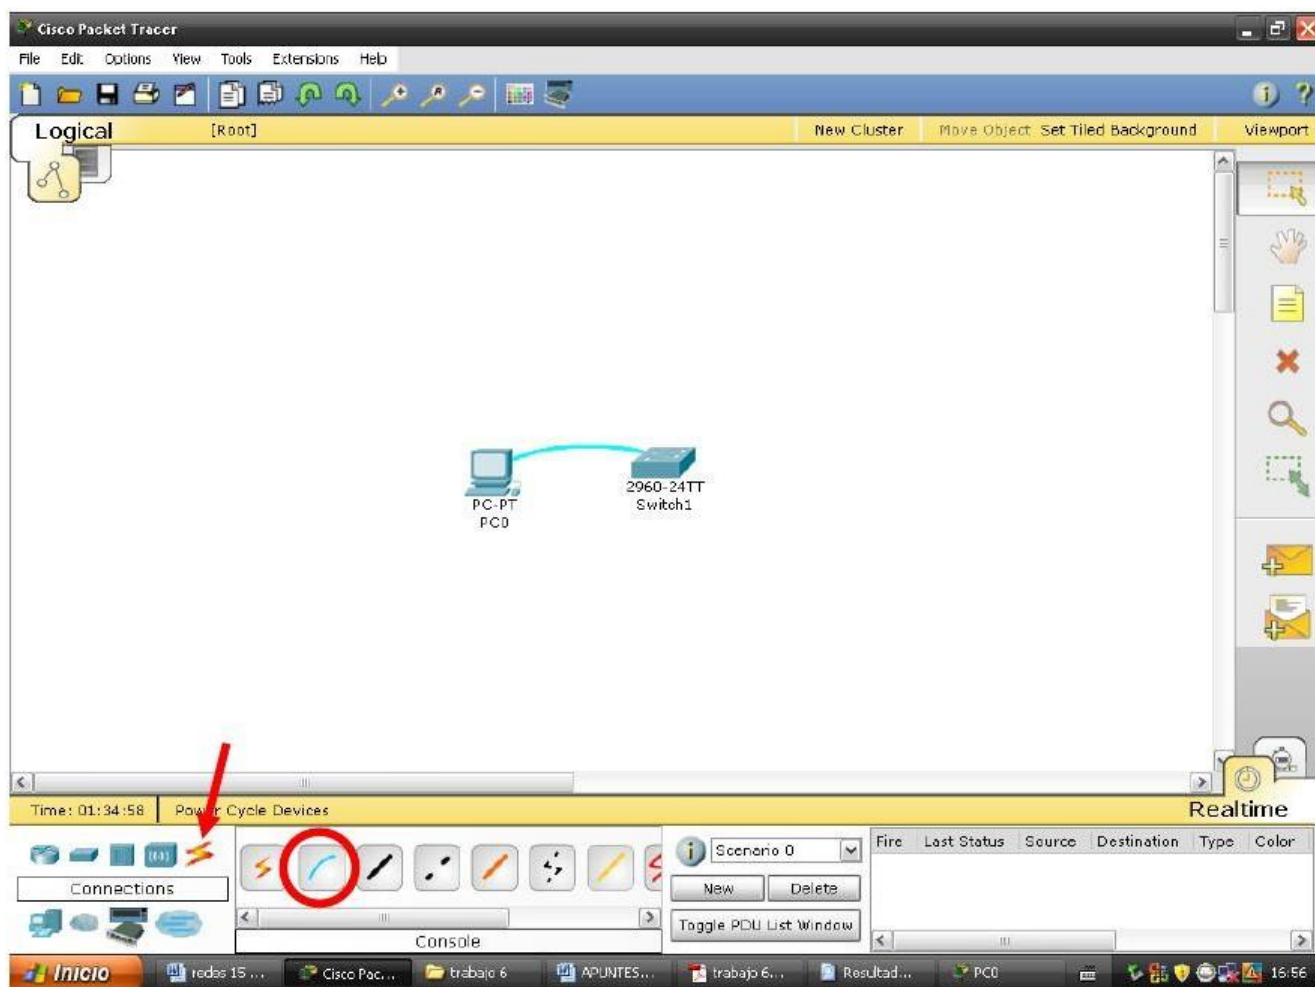 Cisco Packet Tracer
File Edit Options View Tools Extensions Help
Logical [Root] New Cluster Move Object Set Tiled Background Viewport
PC-PT
PC0
2960-24TT
Switch1
Time: 01:34:58 Power Cycle Devices Realtime
Connections
Console
Scenario 0
New Delete
Toggle PDU List Window
Fire Last Status Source Destination Type Color
Inicio redes 15 ... Cisco Pac... trabajo 6 APUNTES... trabajo 6... Resultad... PC0 16:56